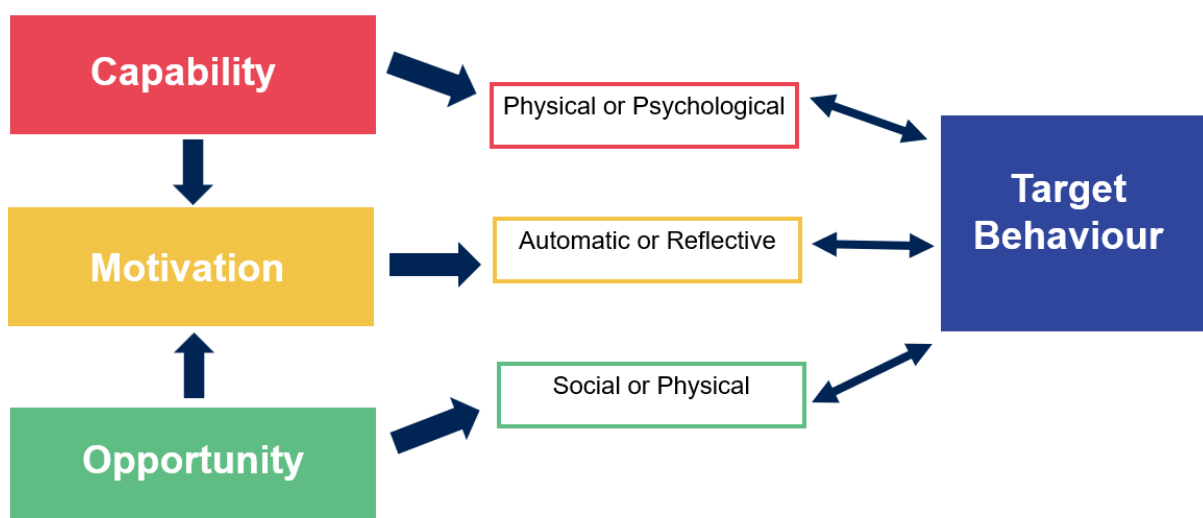 Capability
Physical or Psychological
Target
Behaviour
Motivation
Automatic or Reflective
Opportunity
Social or Physical